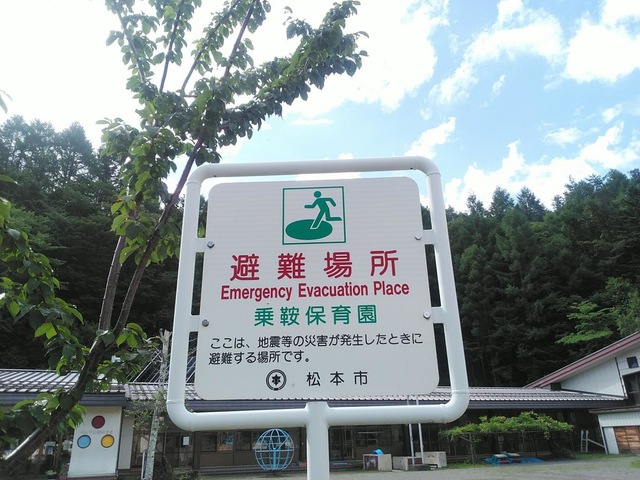 避難場所
Emergency Evacuation Place
乗鞍保育園
ここは、地震等の災害が発生したときに
避難する場所です。
松本市